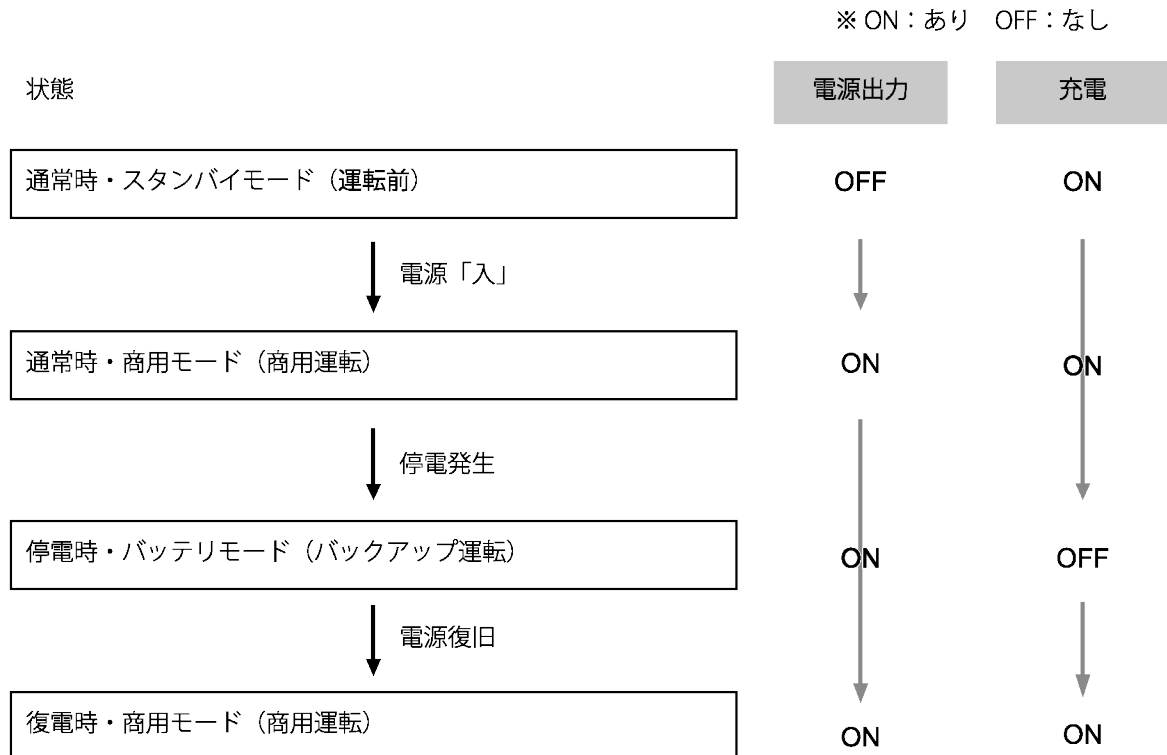 ※ ON：あり　OFF：なし
状態　電源出力　充電
通常時・スタンバイモード（運転前）　OFF　ON
電源「入」
通常時・商用モード（商用運転）　ON　ON
停電発生
停電時・バッテリモード（バックアップ運転）　ON　OFF
電源復旧
復電時・商用モード（商用運転）　ON　ON